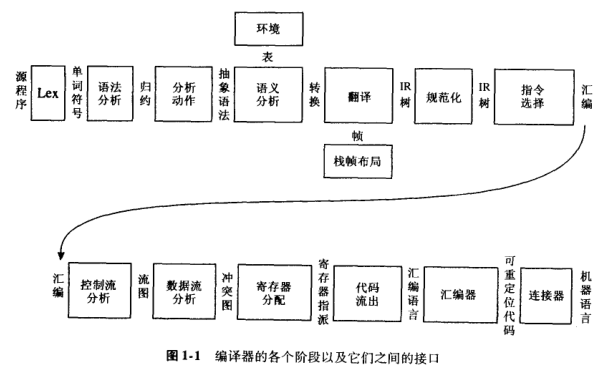 环境
表
源程序
Lex
单词符号
语法
分析
归约
分析
动作
抽象语法
语义
分析
转换
翻译
IR
树
规范化
IR
树
指令
选择
汇编
帧
栈帧布局
汇编
控制流
分析
流图
数据流
分析
冲突图
寄存器
分配
寄存器指派
代码
流出
汇编语言
汇编器
可重定位代码
连接器
机器语言
图1-1 编译器的各个阶段以及它们之间的接口